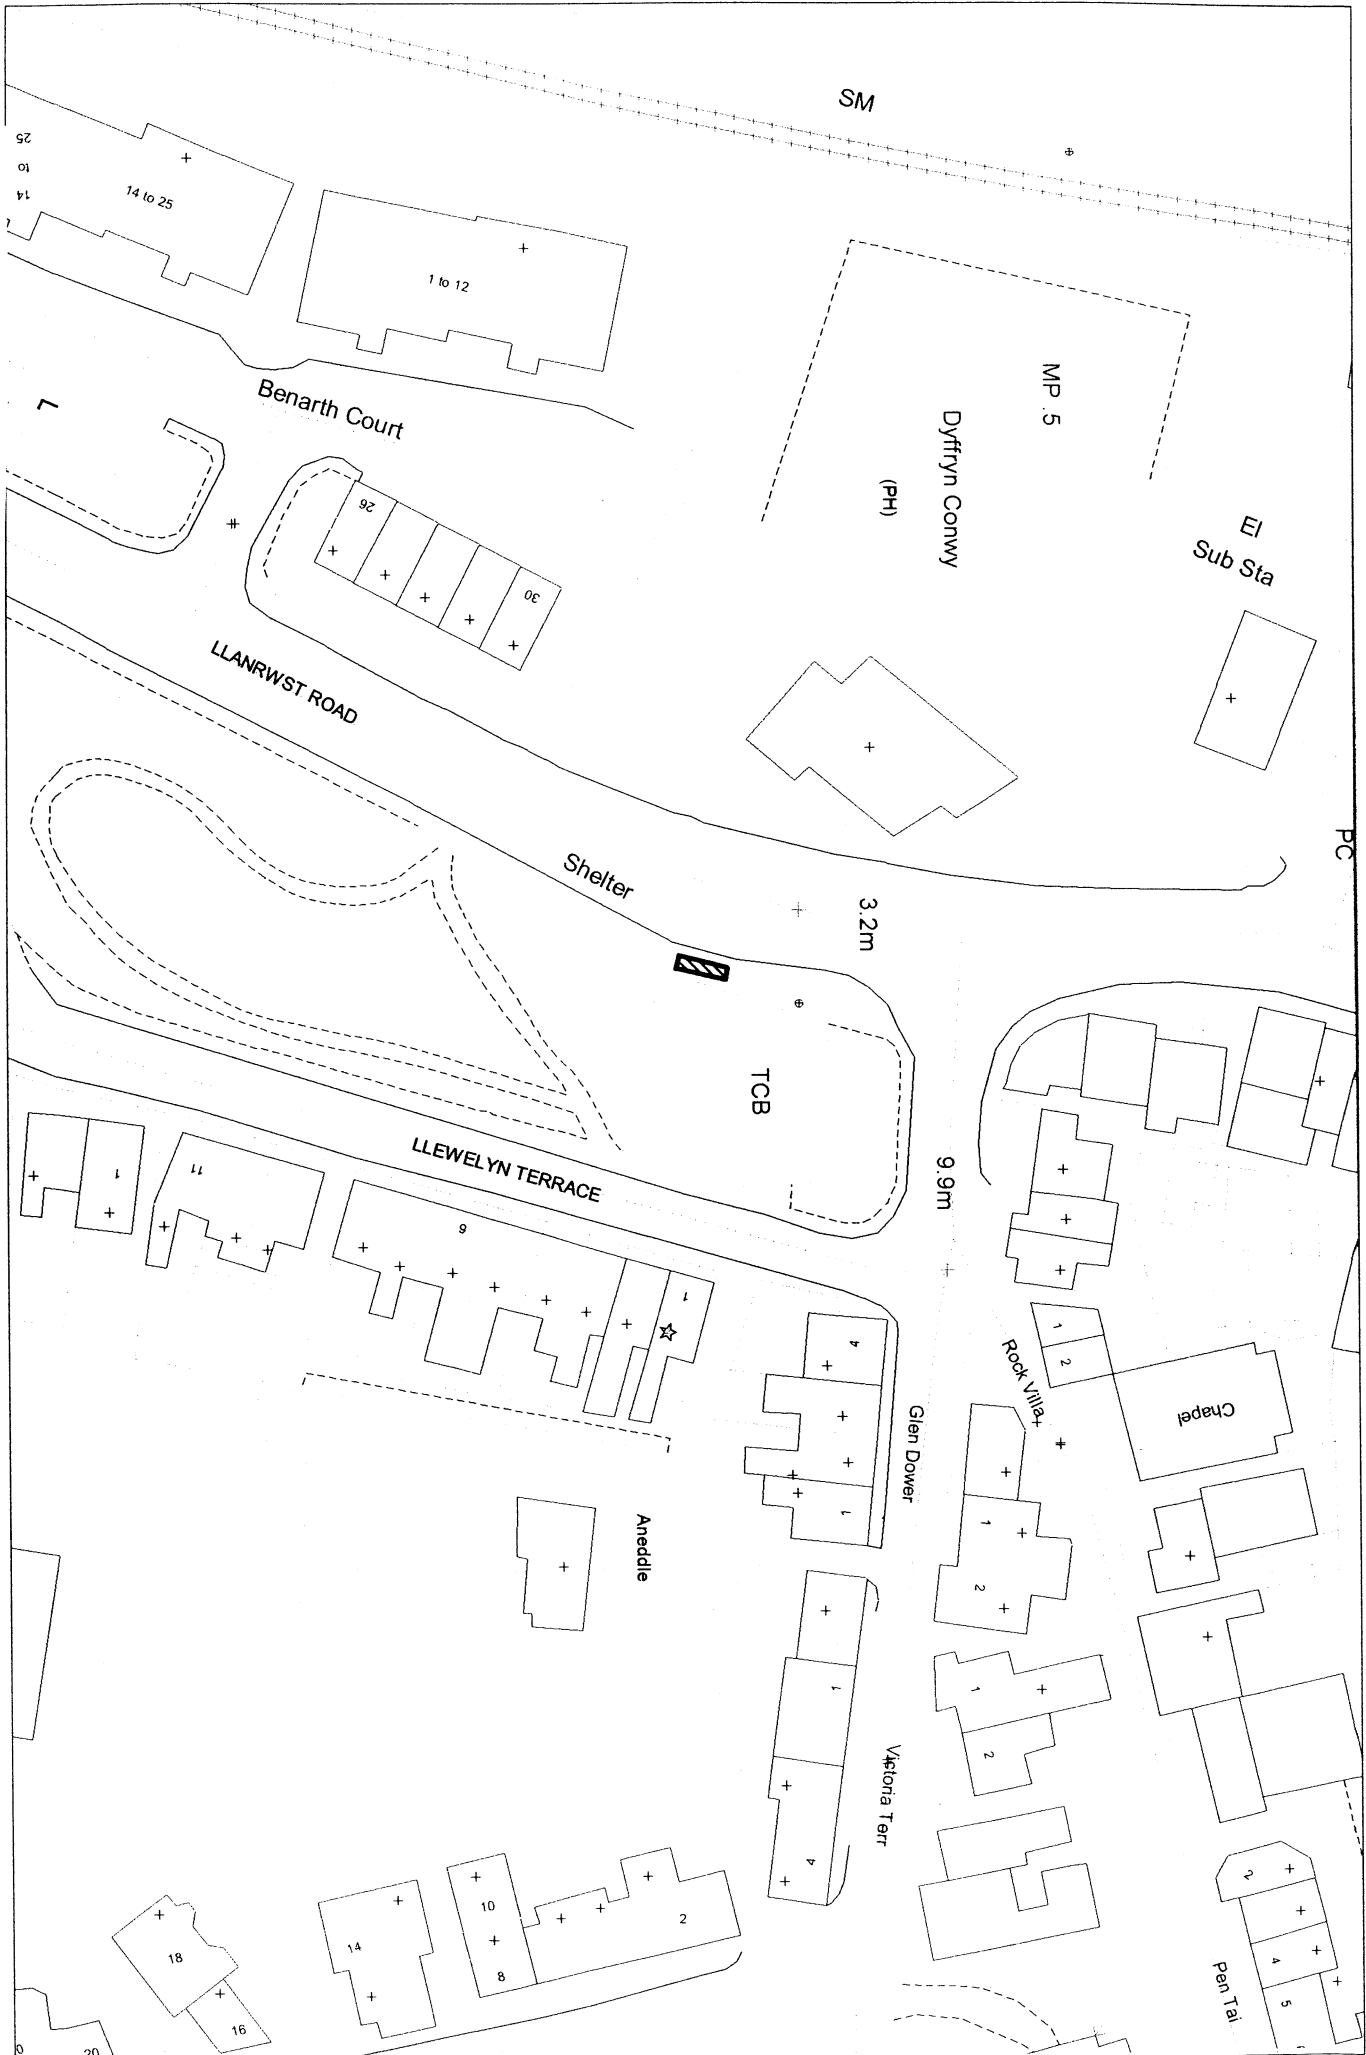 SM
25
to
14
14 to 25
1 to 12
Benarth Court
MP .5
Dyffryn Conwy
(PH)
El
Sub Sta
26
30
LLANRWST ROAD
PC
Shelter
3.2m
TCB
LLEWELYN TERRACE
9.9m
1
11
9
1
4
1
2
Rock Villa
Chapel
Glen Dower
1
1
2
Aneddle
1
1
2
Victoria Terr
4
2
4
5
Pen Tai
10
8
2
14
18
16
0
20